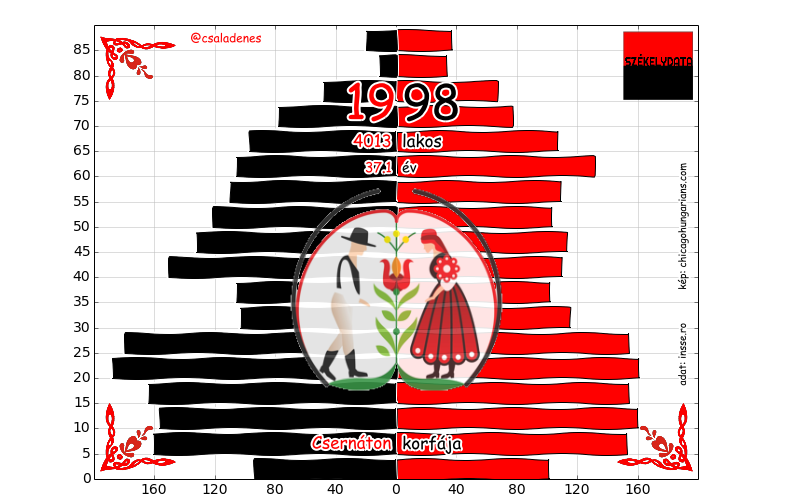 @csaladenes
SZÉKELYDATA
1998
4013 lakos
37.1 év
kép: chicagohungarians.com
adat: insse.ro
Csernáton korfája
85
80
75
70
65
60
55
50
45
40
35
30
25
20
15
10
5
0
160 120 80 40 0 40 80 120 160